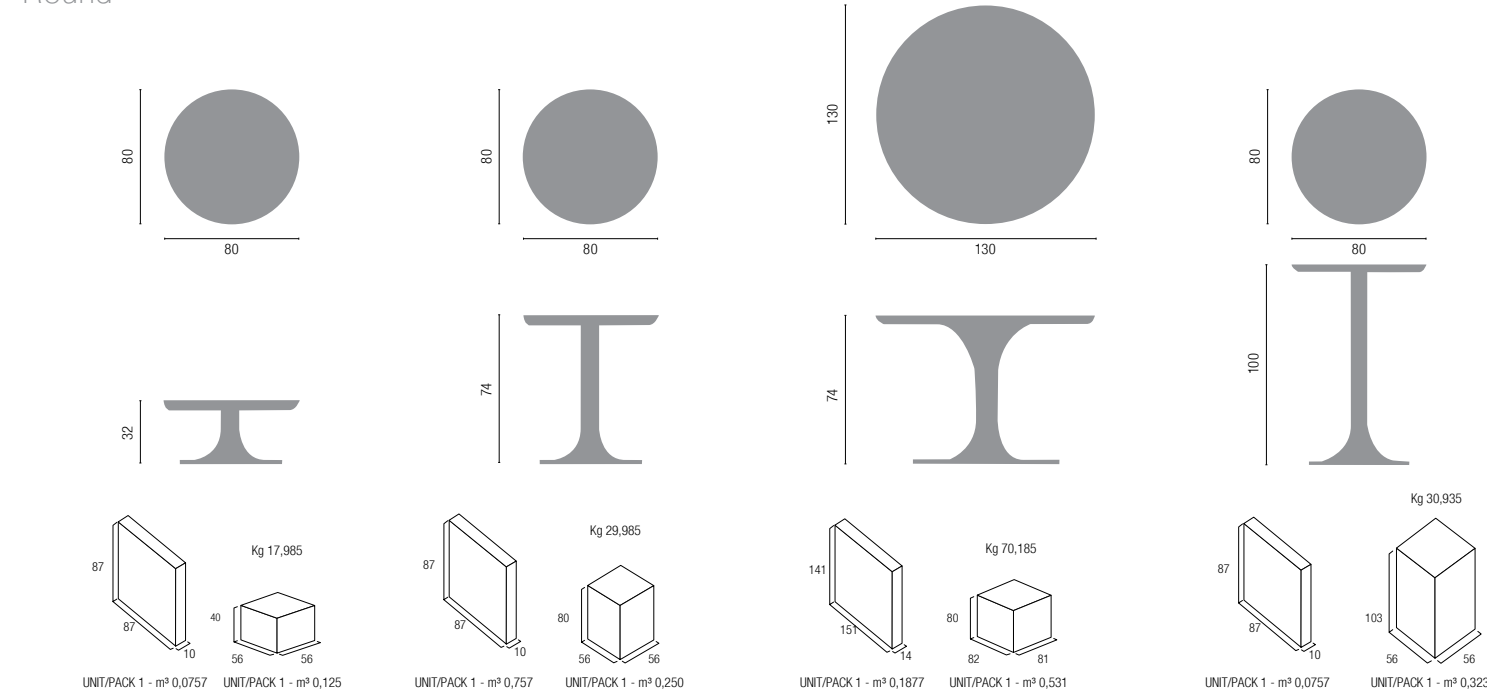 Round
130
80
80
80
80
80
130
80
32
74
74
100
Kg 17,985
Kg 29,985
Kg 70,185
Kg 30,935
87
87
10
40
56
56
87
87
10
80
56
56
141
151
14
80
82
81
87
87
10
103
56
56
UNIT/PACK 1 - m³ 0,0757
UNIT/PACK 1 - m³ 0,125
UNIT/PACK 1 - m³ 0,757
UNIT/PACK 1 - m³ 0,250
UNIT/PACK 1 - m³ 0,1877
UNIT/PACK 1 - m³ 0,531
UNIT/PACK 1 - m³ 0,0757
UNIT/PACK 1 - m³ 0,323